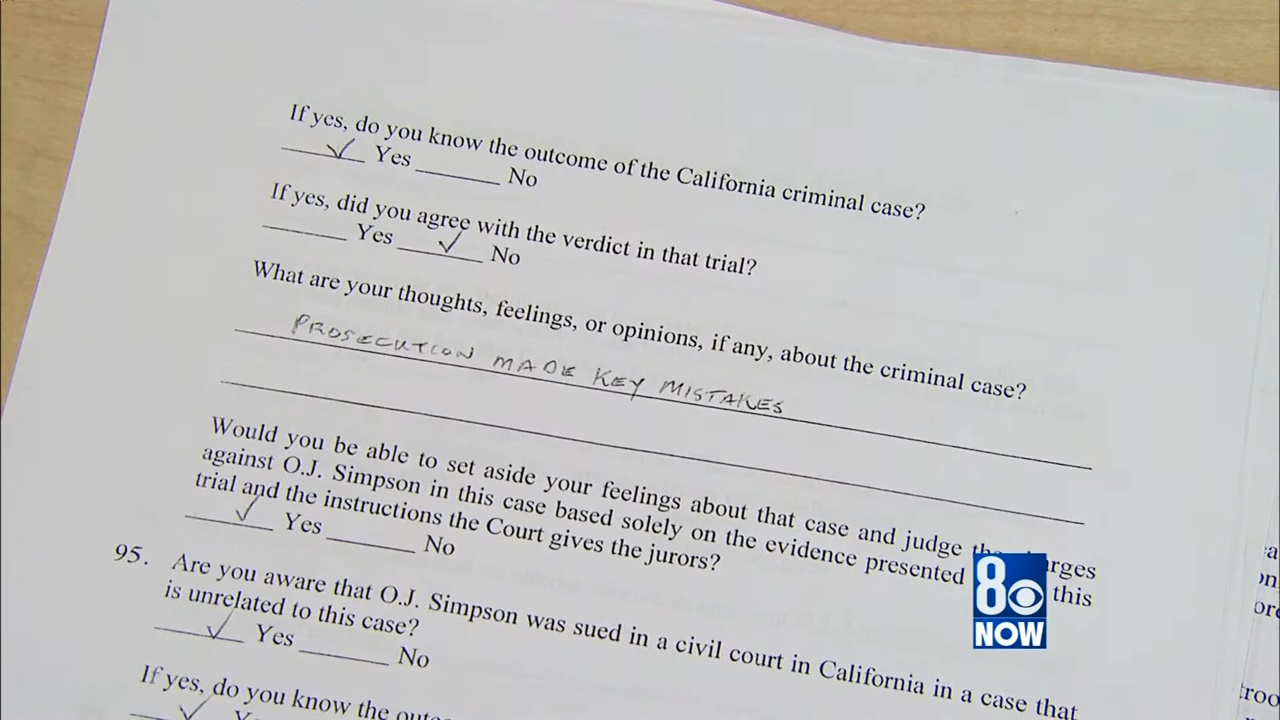 If yes, do you know the outcome of the California criminal case?
✓ Yes ______ No
If yes, did you agree with the verdict in that trial?
______ Yes ✓ No
What are your thoughts, feelings, or opinions, if any, about the criminal case?
PROSECUTION MADE KEY MISTAKES
Would you be able to set aside your feelings about that case and judge the
against O.J. Simpson in this case based solely on the evidence presented this
trial and the instructions the Court gives the jurors?
✓ Yes ______ No
95. Are you aware that O.J. Simpson was sued in a civil court in California in a case that
is unrelated to this case?
✓ Yes ______ No
If yes, do you know the
8
NOW